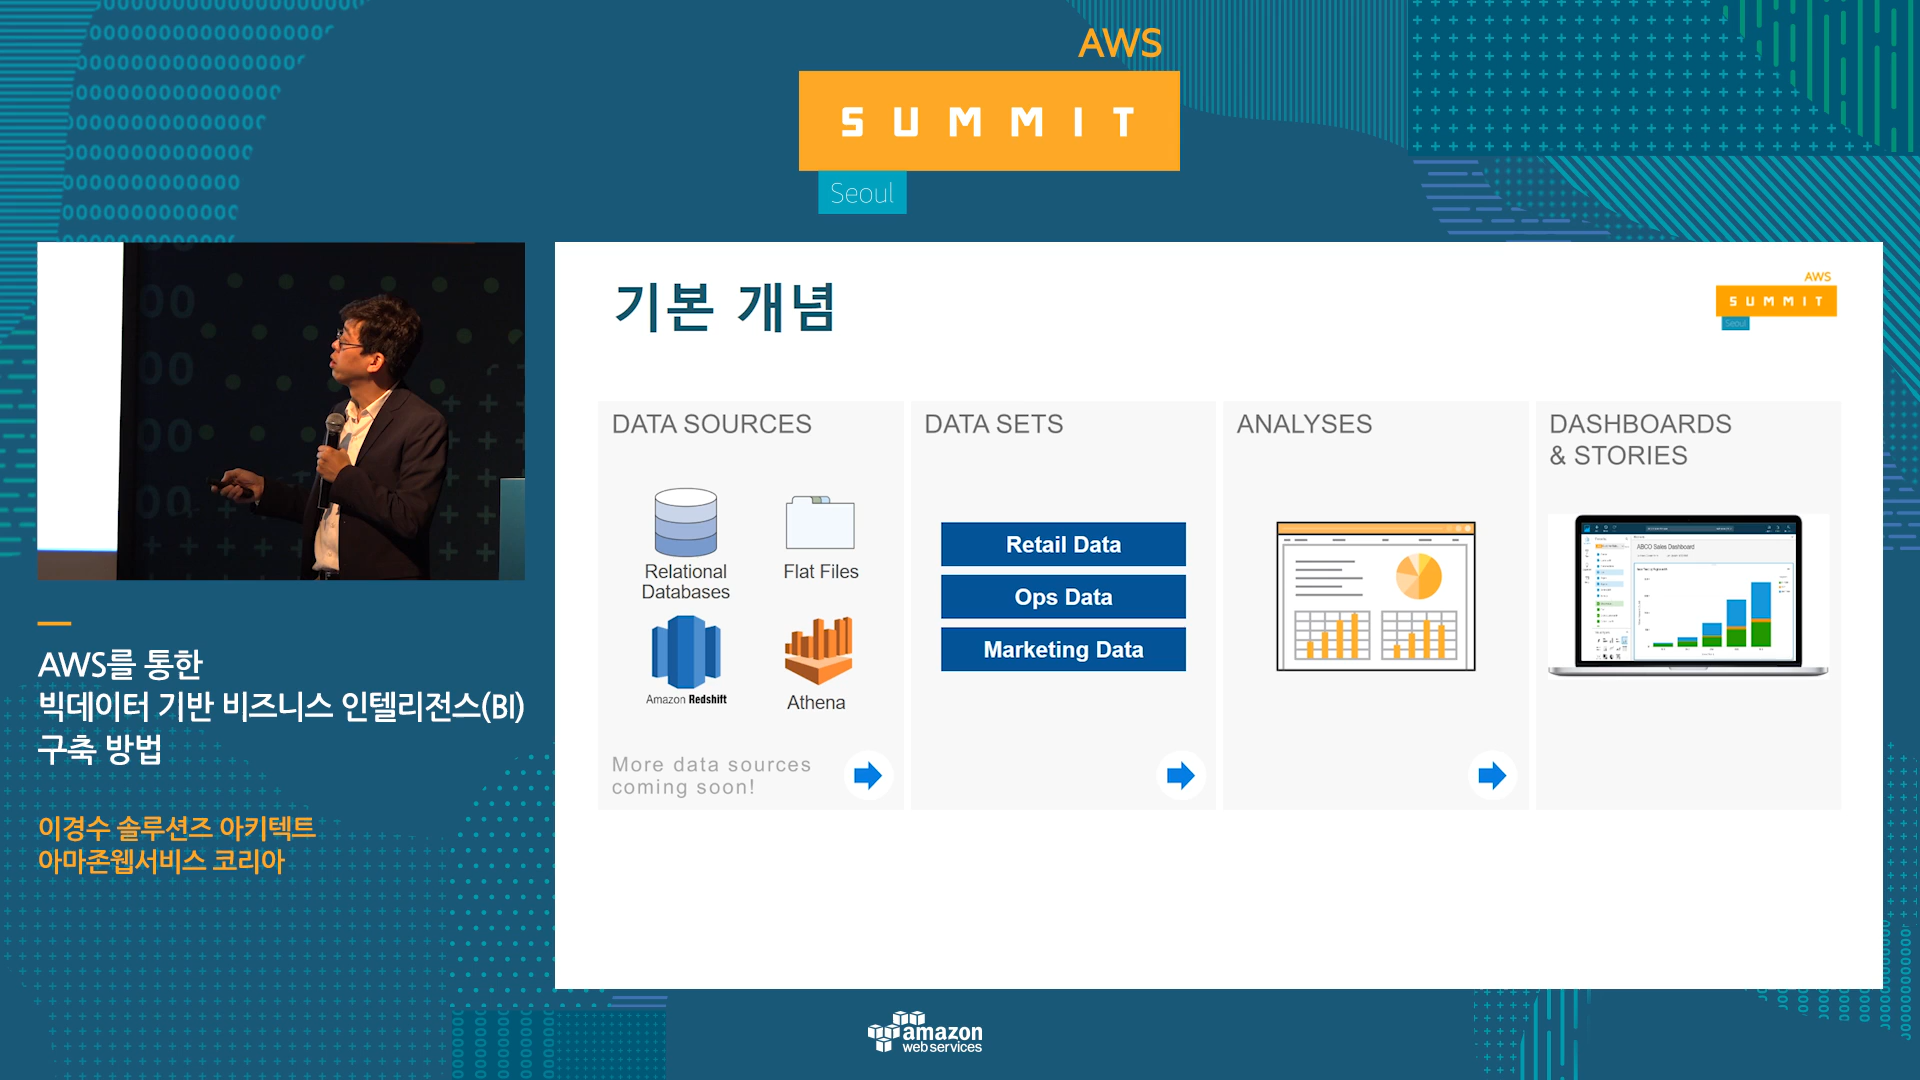 AWS
SUMMIT
Seoul
AWS를 통한
빅데이터 기반 비즈니스 인텔리전스(BI)
구축 방법
이경수 솔루션즈 아키텍트
아마존웹서비스 코리아
기본 개념
AWS
SUMMIT
Seoul
DATA SOURCES
Relational
Databases
Flat Files
Amazon Redshift
Athena
More data sources
coming soon!
DATA SETS
Retail Data
Ops Data
Marketing Data
ANALYSES
DASHBOARDS
& STORIES
ABCO Sales Dashboard
amazon
web services